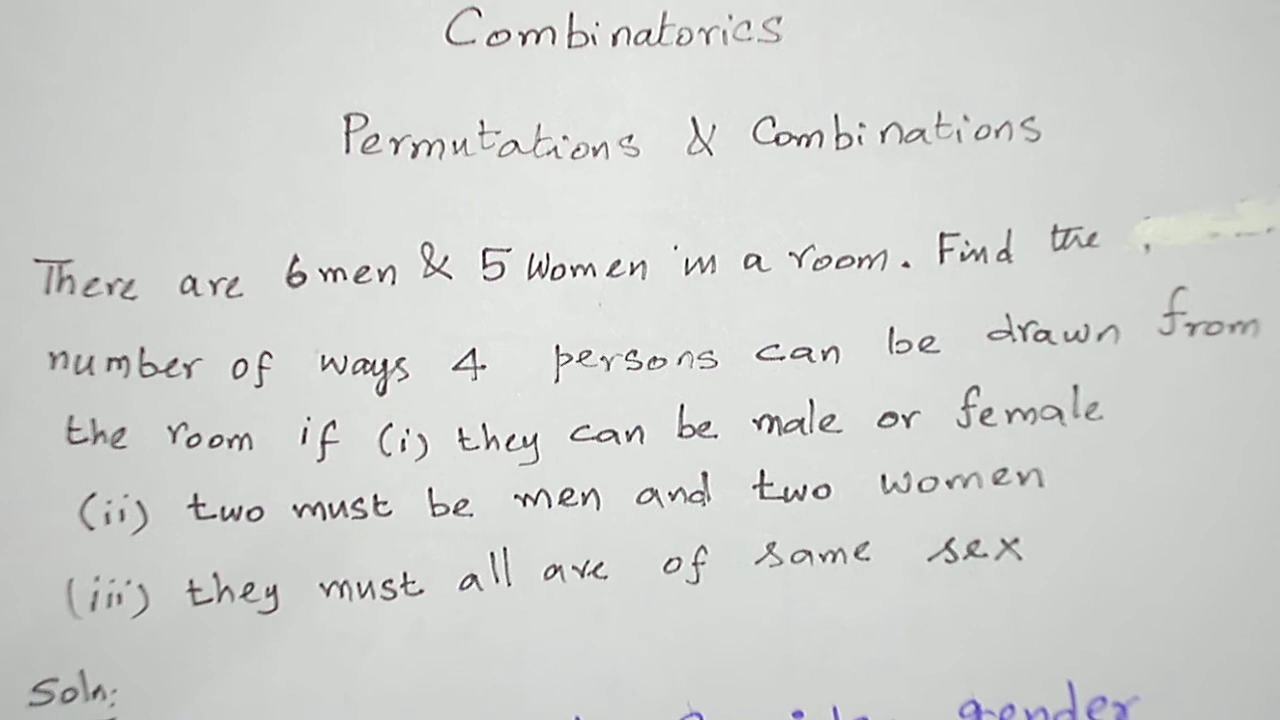 Combinatorics
Permutations & Combinations
There are 6 men & 5 women in a room. Find the
number of ways 4 persons can be drawn from
the room if (i) they can be male or female
(ii) two must be men and two women
(iii) they must all are of same sex
Soln:
gender